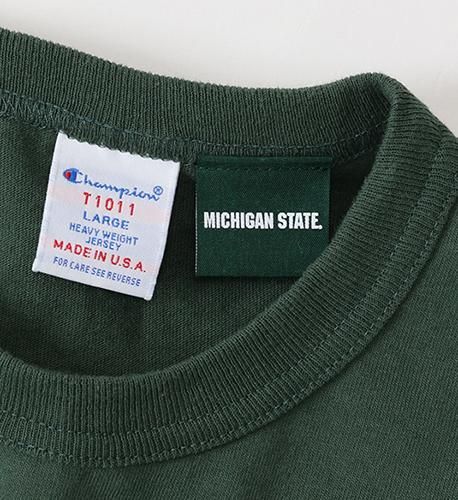 Champion®
T1011
LARGE
HEAVY WEIGHT
JERSEY
MADE IN U.S.A.
FOR CARE SEE REVERSE
MICHIGAN STATE.